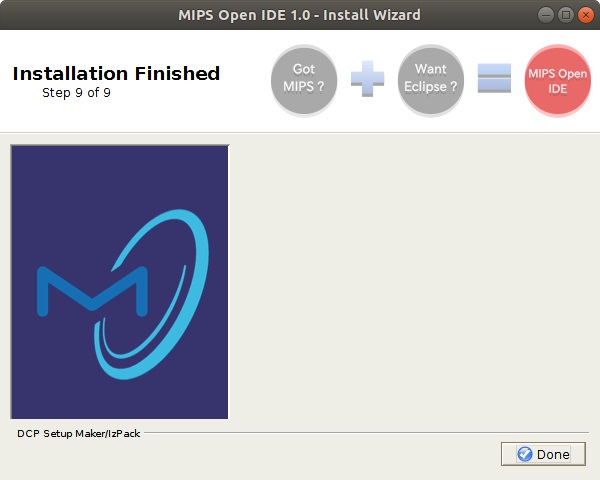 MIPS Open IDE 1.0 - Install Wizard
Installation Finished
Step 9 of 9
Got
MIPS ?
Want
Eclipse ?
MIPS Open
IDE
DCP Setup Maker/IzPack
Done